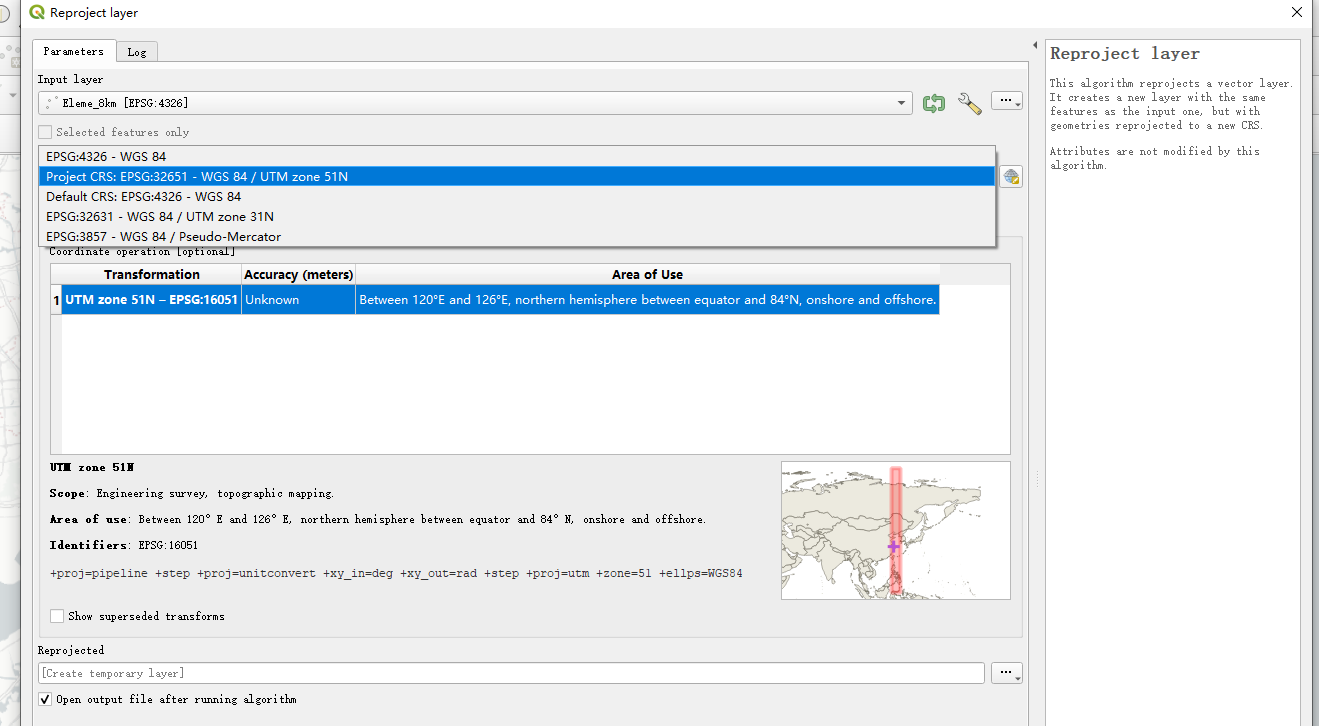 Reproject layer
Parameters
Log
Input layer
Eleme_8km [EPSG:4326]
...
Selected features only
EPSG:4326 - WGS 84
Project CRS: EPSG:32651 - WGS 84 / UTM zone 51N
Default CRS: EPSG:4326 - WGS 84
EPSG:32631 - WGS 84 / UTM zone 31N
EPSG:3857 - WGS 84 / Pseudo-Mercator
Coordinate operation [optional]
Transformation Accuracy (meters) Area of Use
1 UTM zone 51N – EPSG:16051 Unknown Between 120°E and 126°E, northern hemisphere between equator and 84°N, onshore and offshore.
UTM zone 51N
Scope: Engineering survey, topographic mapping.
Area of use: Between 120° E and 126° E, northern hemisphere between equator and 84° N, onshore and offshore.
Identifiers: EPSG:16051
+proj=pipeline +step +proj=unitconvert +xy_in=deg +xy_out=rad +step +proj=utm +zone=51 +ellps=WGS84
Show superseded transforms
Reprojected
[Create temporary layer]
...
Open output file after running algorithm
Reproject layer
This algorithm reprojects a vector layer.
It creates a new layer with the same
features as the input one, but with
geometries reprojected to a new CRS.
Attributes are not modified by this
algorithm.